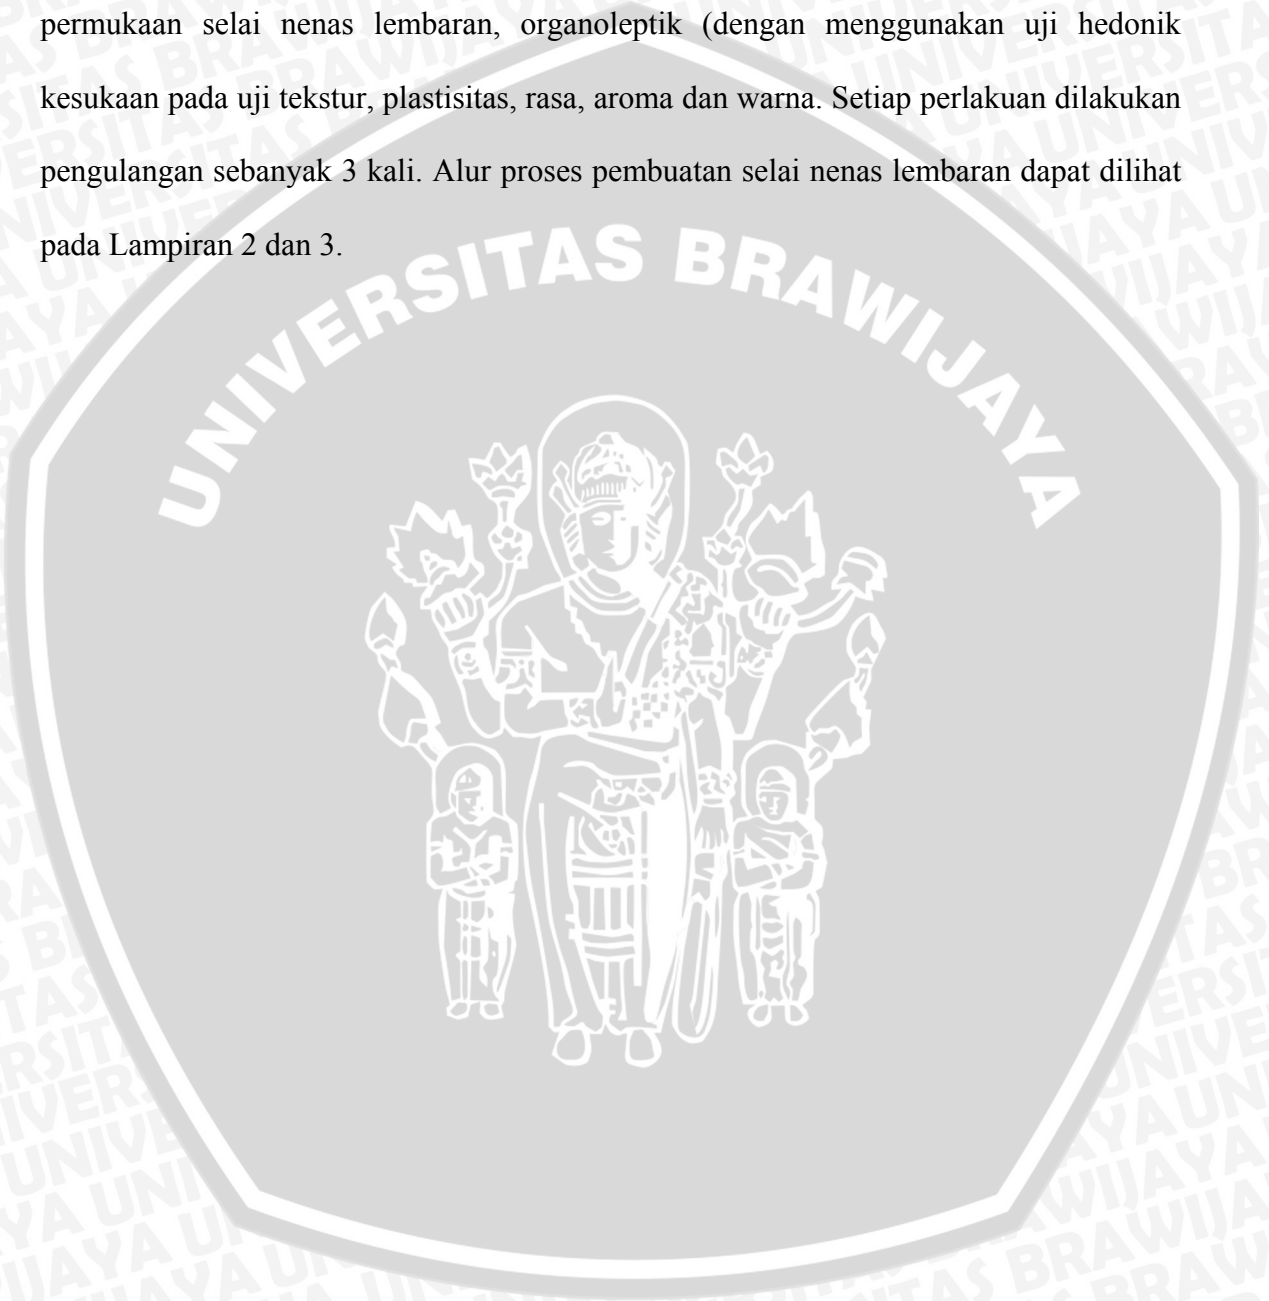 permukaan selai nenas lembaran, organoleptik (dengan menggunakan uji hedonik
kesukaan pada uji tekstur, plastisitas, rasa, aroma dan warna. Setiap perlakuan dilakukan
pengulangan sebanyak 3 kali. Alur proses pembuatan selai nenas lembaran dapat dilihat
pada Lampiran 2 dan 3.
UNIVERSITAS BRAWIJAYA